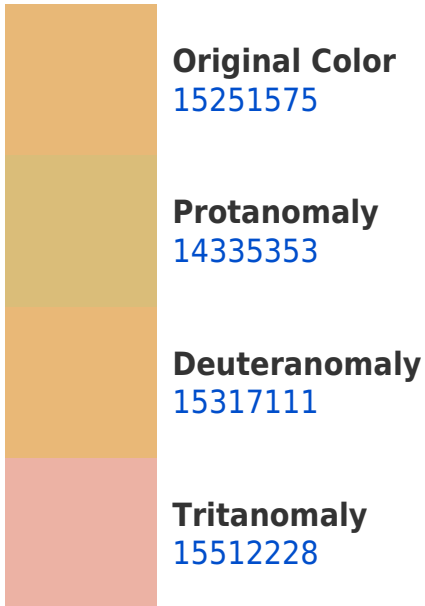 Original Color
15251575
Protanomaly
14335353
Deuteranomaly
15317111
Tritanomaly
15512228